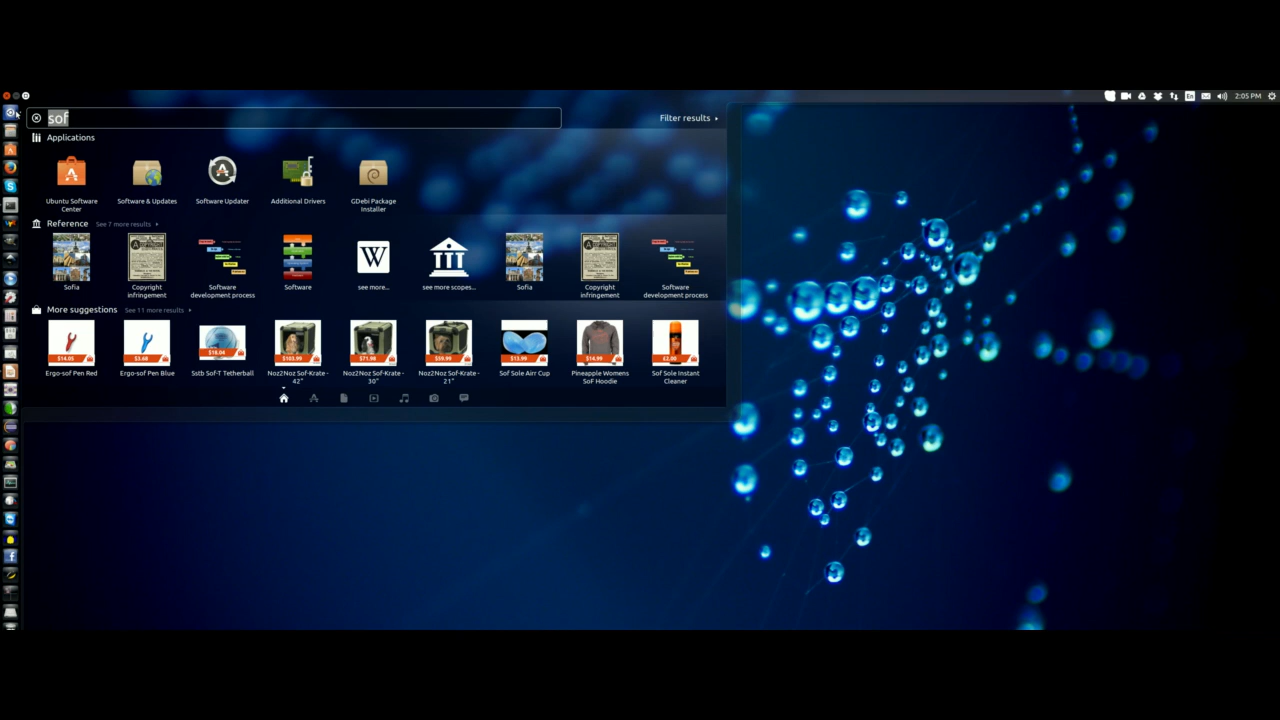 En 2:05 PM
sof
Filter results
Applications
Ubuntu Software Center
Software & Updates
Software Updater
Additional Drivers
GDebi Package Installer
Reference See 7 more results
Sofia
Copyright infringement
Software development process
Software
W
see more...
see more scopes...
Sofia
Copyright infringement
Software development process
More suggestions See 11 more results
$14.05
$3.68
$18.04
$103.99
$71.98
$39.99
$13.99
$14.99
£2.00
Ergo-sof Pen Red
Ergo-sof Pen Blue
Sstb Sof-T Tetherball
Noz2Noz Sof-Krate - 42"
Noz2Noz Sof-Krate - 30"
Noz2Noz Sof-Krate - 21"
Sof Sole Airr Cup
Pineapple Womens SoF Hoodie
Sof Sole Instant Cleaner